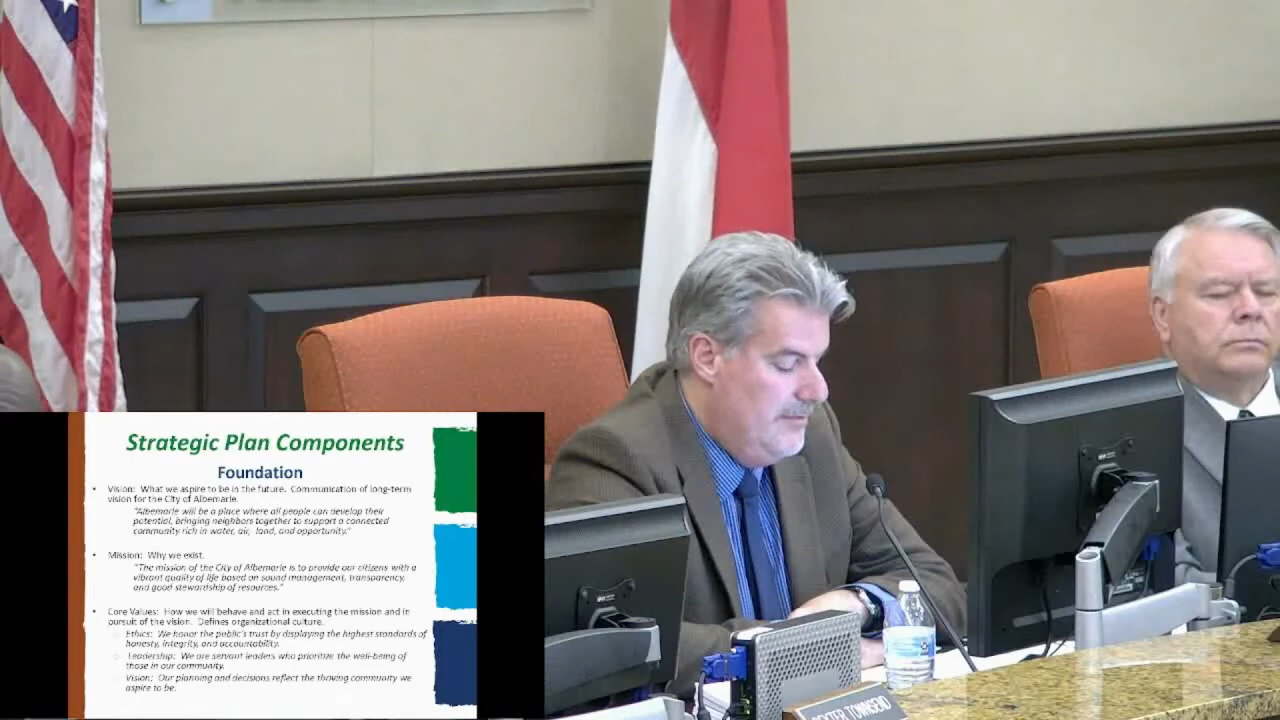 Strategic Plan Components
Foundation
• Vision: What we aspire to be in the future. Communication of long-term
vision for the City of Albemarle.
"Albemarle will be a place where all people can develop their
potential, bringing neighbors together to support a connected
community rich in water, air, land, and opportunity."
• Mission: Why we exist.
"The mission of the City of Albemarle is to provide our citizens with a
vibrant quality of life based on sound management, transparency,
and good stewardship of resources."
• Core Values: How we will behave and act in executing the mission and in
pursuit of the vision. Defines organizational culture.
Ethics: We honor the public's trust by displaying the highest standards of
honesty, integrity, and accountability.
Leadership: We are servant leaders who prioritize the well-being of
those in our community.
Vision: Our planning and decisions reflect the thriving community we
aspire to be.
DEXTER TOWNSEND